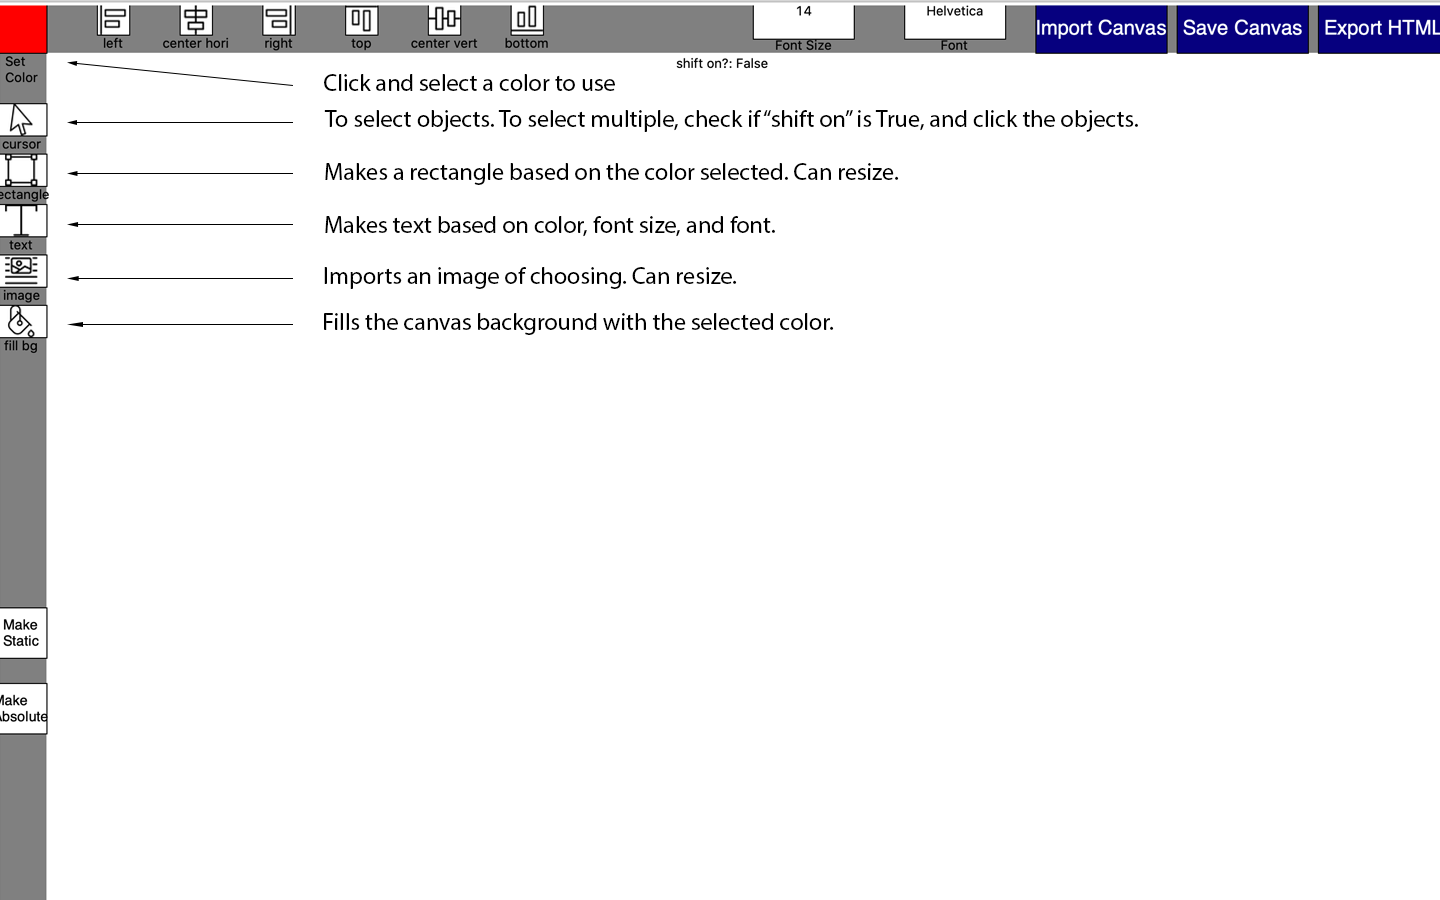 14
Helvetica
Import Canvas
Save Canvas
Export HTML
left
center hori
right
top
center vert
bottom
Font Size
Font
shift on?: False
Set
Color
Click and select a color to use
To select objects. To select multiple, check if “shift on” is True, and click the objects.
cursor
Makes a rectangle based on the color selected. Can resize.
ectangle
Makes text based on color, font size, and font.
text
Imports an image of choosing. Can resize.
image
Fills the canvas background with the selected color.
fill bg
Make
Static
Make
Absolute